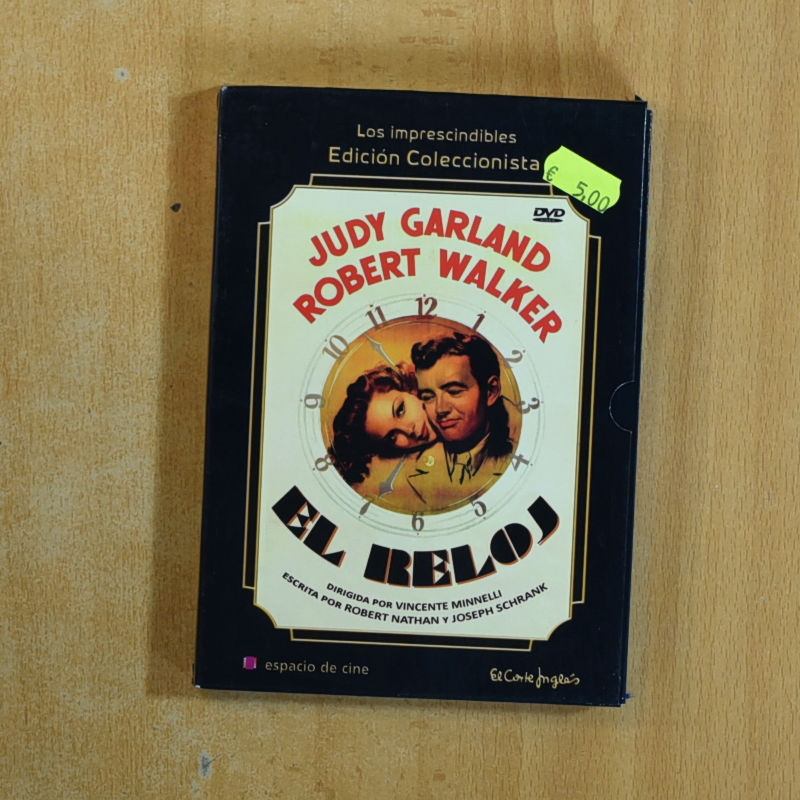 Los imprescindibles
Edición Coleccionista
€ 5,00
DVD
JUDY GARLAND
ROBERT WALKER
12
1
2
3
4
5
6
7
8
9
10
11
EL RELOJ
DIRIGIDA POR VINCENTE MINNELLI
ESCRITA POR ROBERT NATHAN Y JOSEPH SCHRANK
espacio de cine
El Corte Inglés